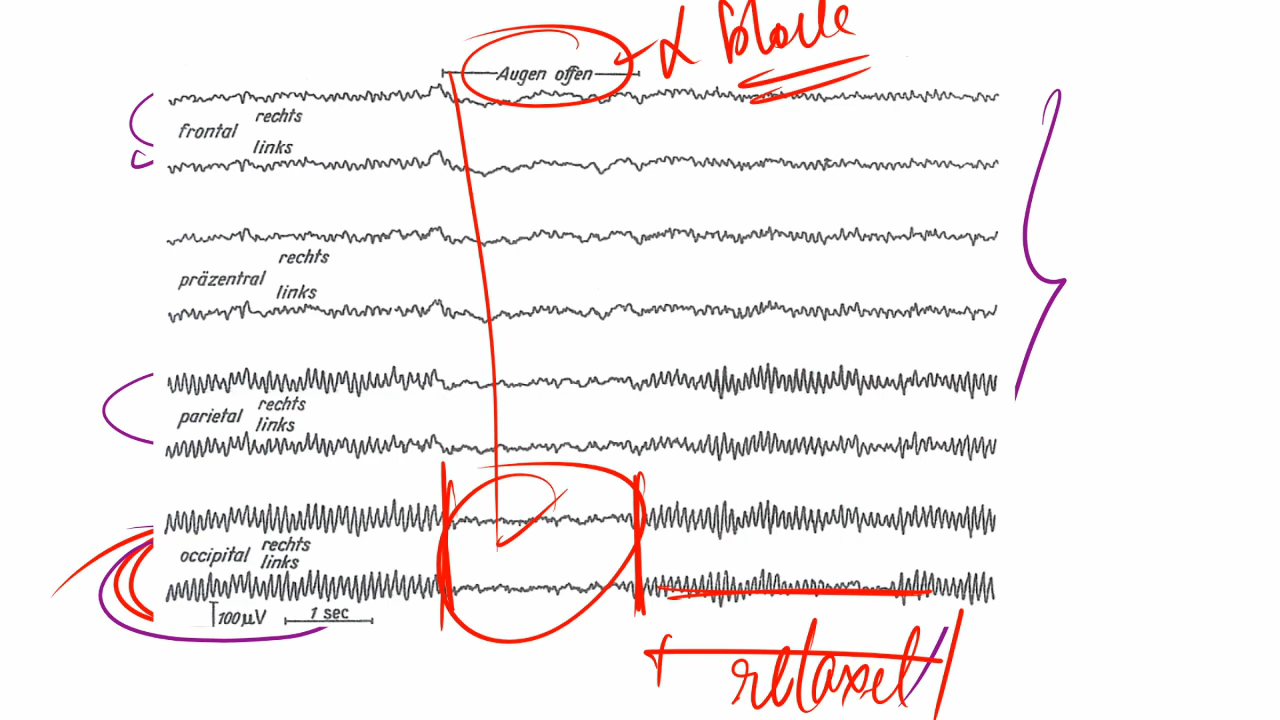 α Block
Augen offen
frontal rechts
links
präzentral rechts
links
parietal rechts
links
occipital rechts
links
100µV 1 sec
relaxed